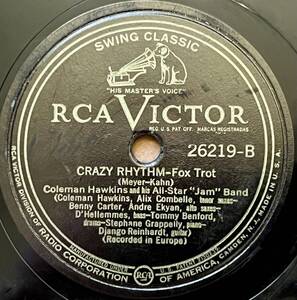 SWING CLASSIC
"HIS MASTER'S VOICE"
RCA VICTOR
REG. U.S. PAT. OFF. MARCAS REGISTRADAS
26219-B
CRAZY RHYTHM-Fox Trot
(Meyer-Kahn)
Coleman Hawkins and his All-Star "Jam" Band
(Coleman Hawkins, Alix Combelle, tenor saxes-
Benny Carter, Andre Ekyan, alto saxes
D'Hellemmes, bass-Tommy Benford,
drums-Stephane Grappelly, piano-
Django Reinhardt, guitar)
(Recorded in Europe)
RCA VICTOR DIVISION OF RADIO CORPORATION OF AMERICA, CAMDEN, N.J.
RCA